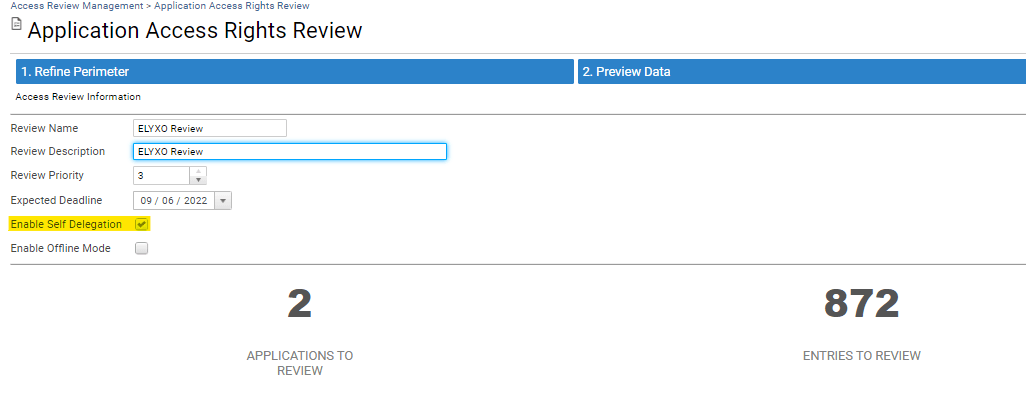 Access Review Management > Application Access Rights Review
Application Access Rights Review
1. Refine Perimeter
2. Preview Data
Access Review Information
Review Name ELYXO Review
Review Description ELYXO Review
Review Priority 3
Expected Deadline 09 / 06 / 2022
Enable Self Delegation
Enable Offline Mode
2
872
APPLICATIONS TO
REVIEW
ENTRIES TO REVIEW